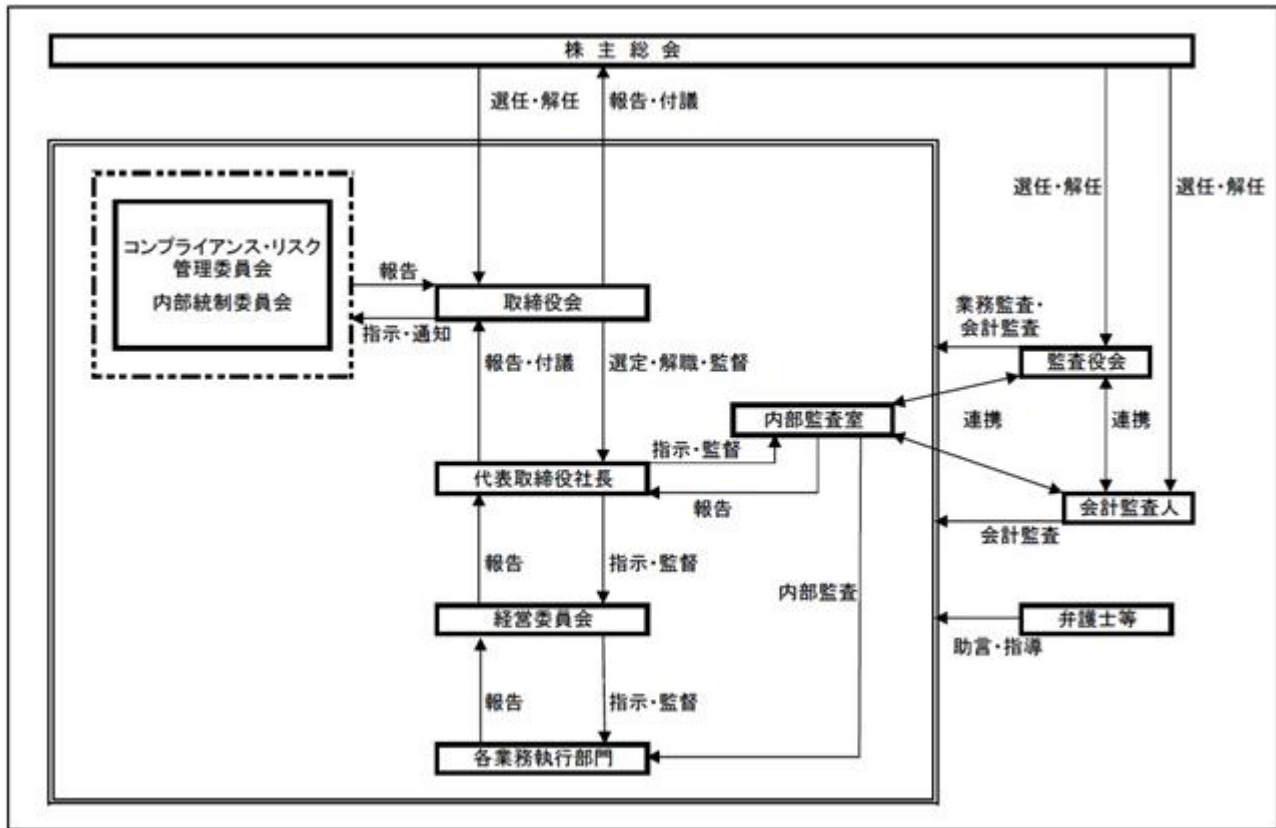 株主総会
選任・解任
報告・付議
選任・解任
選任・解任
コンプライアンス・リスク
管理委員会
内部統制委員会
報告
指示・通知
取締役会
業務監査・
会計監査
監査役会
報告・付議
選定・解職・監督
内部監査室
連携
連携
指示・監督
代表取締役社長
報告
会計監査人
会計監査
報告
指示・監督
内部監査
経営委員会
弁護士等
助言・指導
報告
指示・監督
各業務執行部門